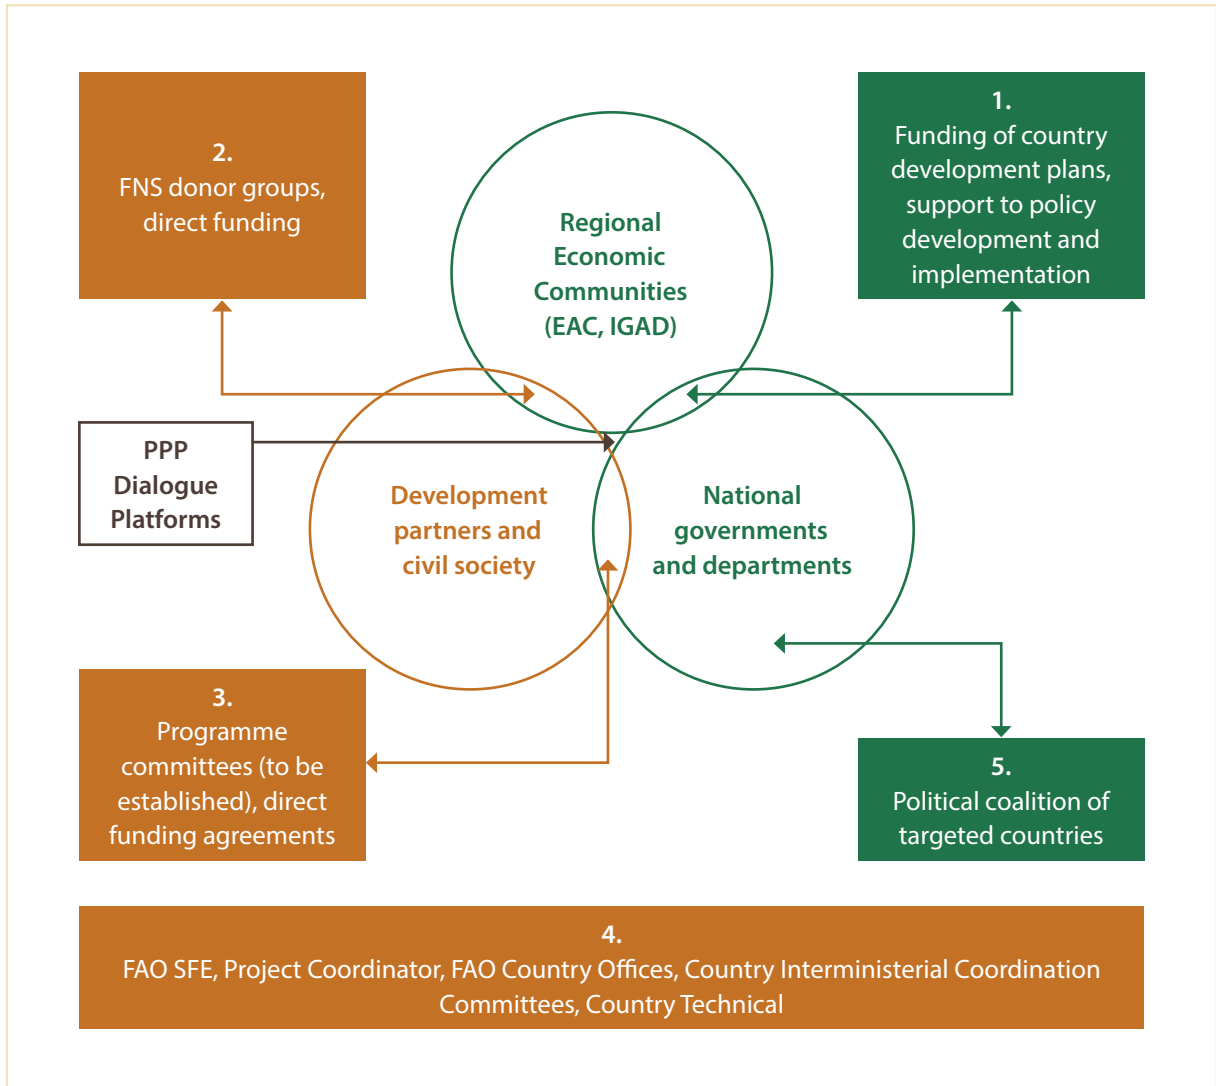 2.
FNS donor groups,
direct funding
1.
Funding of country
development plans,
support to policy
development and
implementation
Regional
Economic
Communities
(EAC, IGAD)
PPP
Dialogue
Platforms
Development
partners and
civil society
National
governments
and departments
3.
Programme
committees (to be
established), direct
funding agreements
5.
Political coalition of
targeted countries
4.
FAO SFE, Project Coordinator, FAO Country Offices, Country Interministerial Coordination
Committees, Country Technical